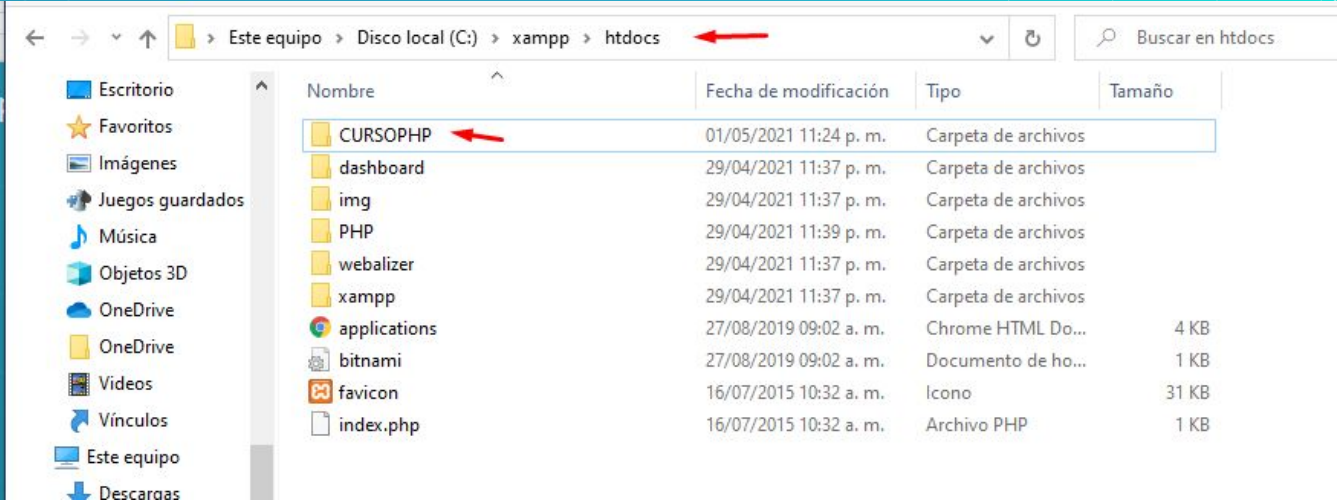 Este equipo > Disco local (C:) > xampp > htdocs
Buscar en htdocs
Escritorio
Favoritos
Imágenes
Juegos guardados
Música
Objetos 3D
OneDrive
OneDrive
Videos
Vínculos
Este equipo
Descargas
Nombre Fecha de modificación Tipo Tamaño
CURSOPHP 01/05/2021 11:24 p. m. Carpeta de archivos
dashboard 29/04/2021 11:37 p. m. Carpeta de archivos
img 29/04/2021 11:37 p. m. Carpeta de archivos
PHP 29/04/2021 11:39 p. m. Carpeta de archivos
webalizer 29/04/2021 11:37 p. m. Carpeta de archivos
xampp 29/04/2021 11:37 p. m. Carpeta de archivos
applications 27/08/2019 09:02 a. m. Chrome HTML Do... 4 KB
bitnami 27/08/2019 09:02 a. m. Documento de ho... 1 KB
favicon 16/07/2015 10:32 a. m. Icono 31 KB
index.php 16/07/2015 10:32 a. m. Archivo PHP 1 KB